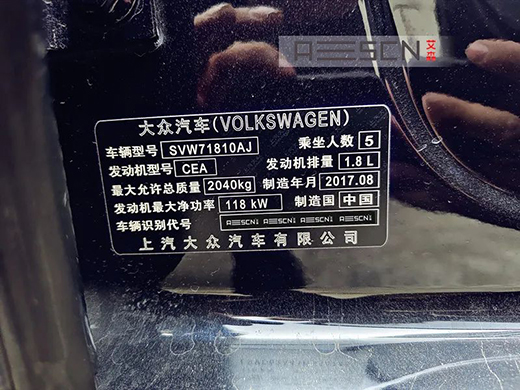 AESCN 艾森
大众汽车(VOLKSWAGEN)
车辆型号 SVW71810AJ 乘坐人数 5
发动机型号 CEA 发动机排量 1.8 L
最大允许总质量 2040kg 制造年月 2017.08
发动机最大净功率 118 kW 制造国 中国
车辆识别代号
上汽大众汽车有限公司